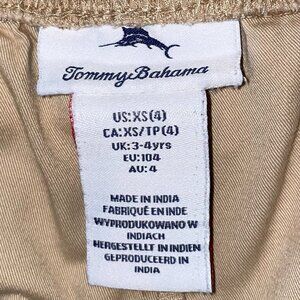 Tommy Bahama
US:XS(4)
CA:XS/TP(4)
UK:3-4yrs
EU:104
AU:4
MADE IN INDIA
FABRIQUÉ EN INDE
WYPRODUKOWANO W
INDIACH
HERGESTELLT IN INDIEN
GEPRODUCEERD IN
INDIA